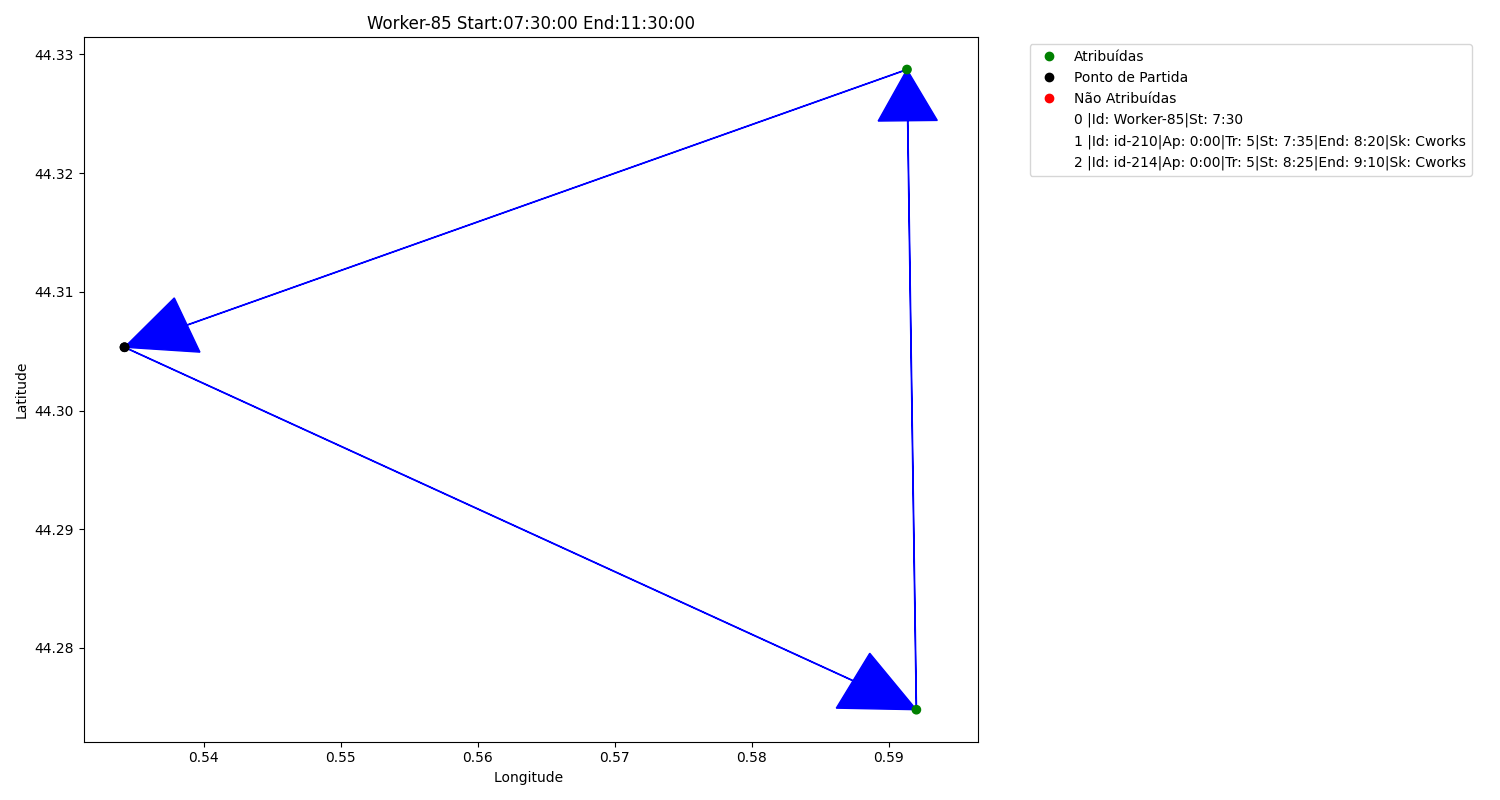 Worker-85 Start:07:30:00 End:11:30:00
44.33
44.32
44.31
44.30
44.29
44.28
Latitude
0.54 0.55 0.56 0.57 0.58 0.59
Longitude
Atribuídas
Ponto de Partida
Não Atribuídas
0 |Id: Worker-85|St: 7:30
1 |Id: id-210|Ap: 0:00|Tr: 5|St: 7:35|End: 8:20|Sk: Cworks
2 |Id: id-214|Ap: 0:00|Tr: 5|St: 8:25|End: 9:10|Sk: Cworks